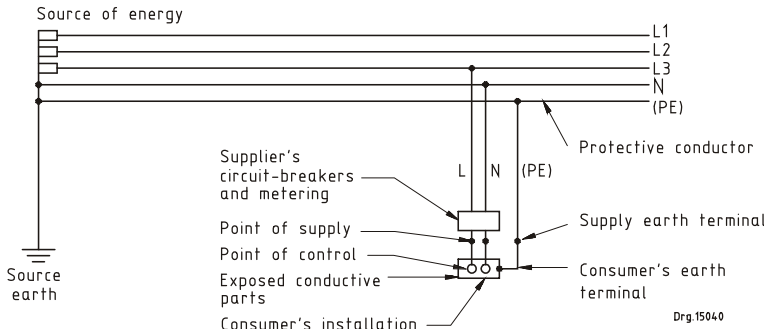 Source of energy
L1
L2
L3
N
(PE)
Protective conductor
Supplier's
circuit-breakers
and metering
L N (PE)
Point of supply
Supply earth terminal
Point of control
Exposed conductive
parts
Consumer's earth
terminal
Source
earth
Consumer's installation
Drg.15040